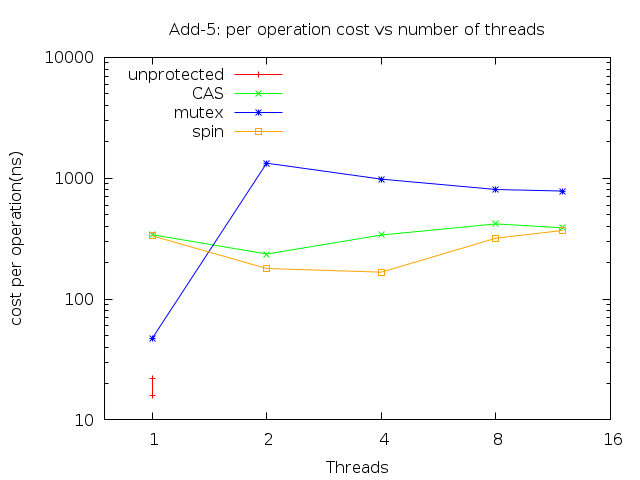 Add-5: per operation cost vs number of threads
10000
1000
100
10
cost per operation(ns)
unprotected
CAS
mutex
spin
1 2 4 8 16
Threads